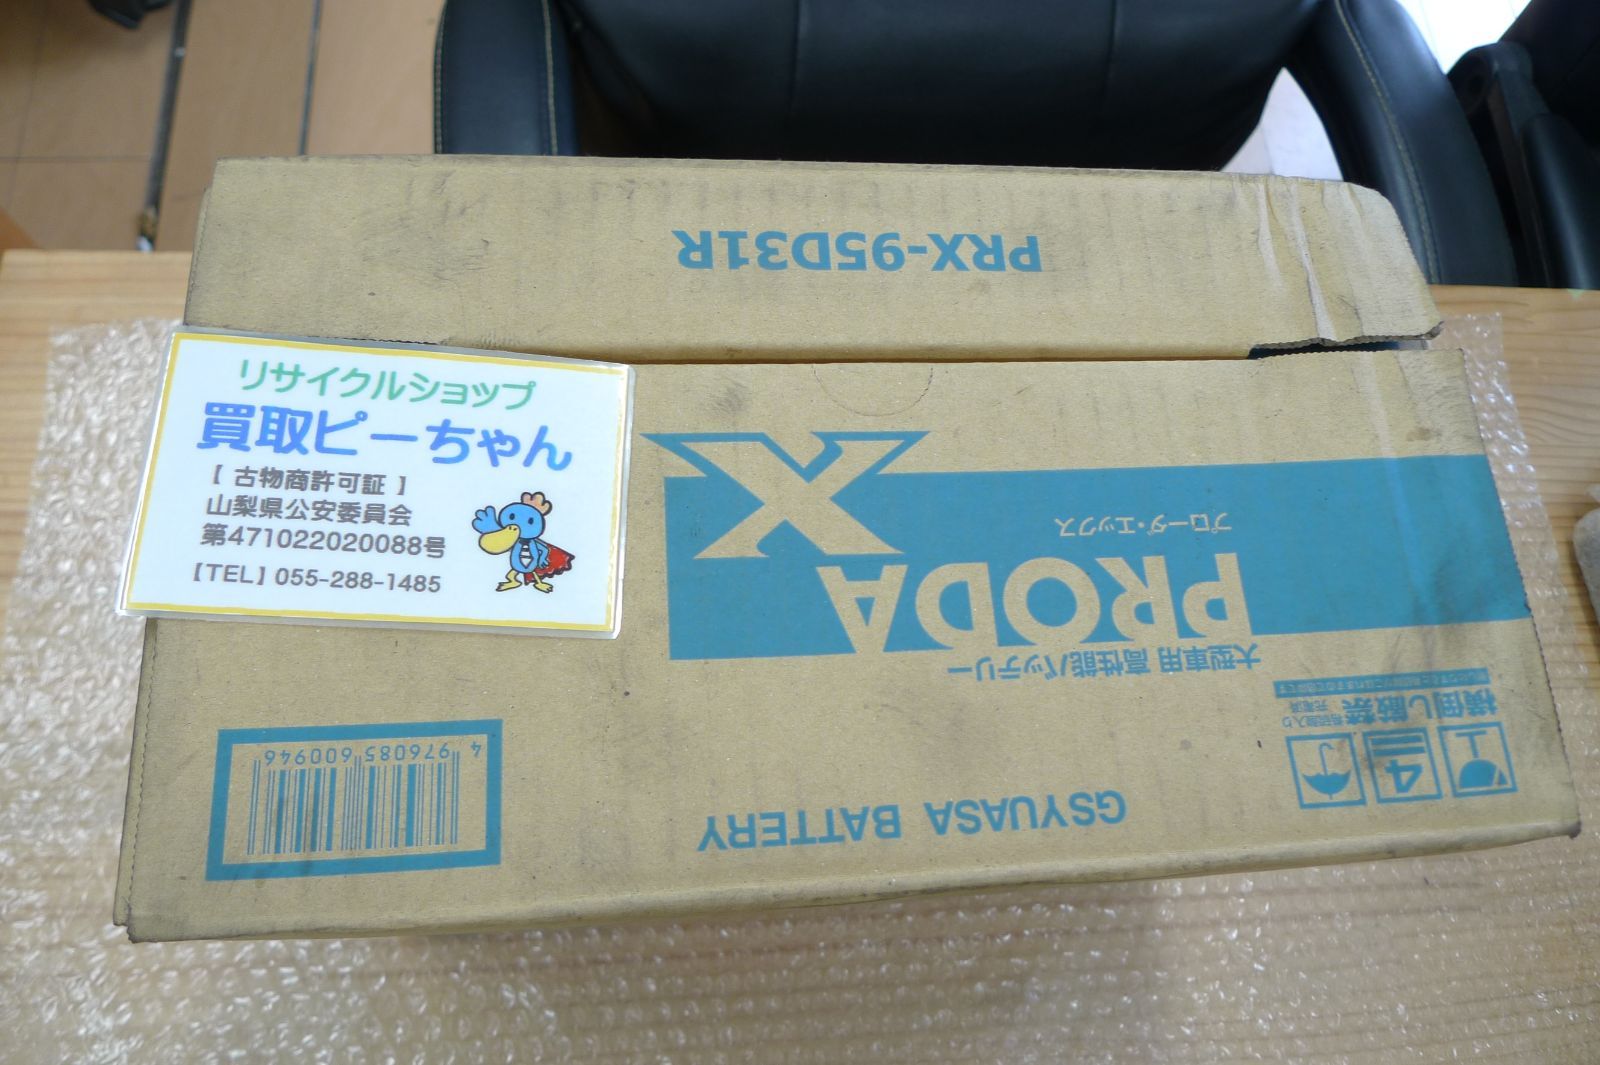 PRX-95D31R
リサイクルショップ
買取ピーちゃん
【 古物商許可証 】
山梨県公安委員会
第471022020088号
【TEL】055-288-1485
X
プローダ・エックス
PRODA
大型車用 高性能バッテリー
横倒し厳禁
4
GSYUASA BATTERY
4 976085 600946